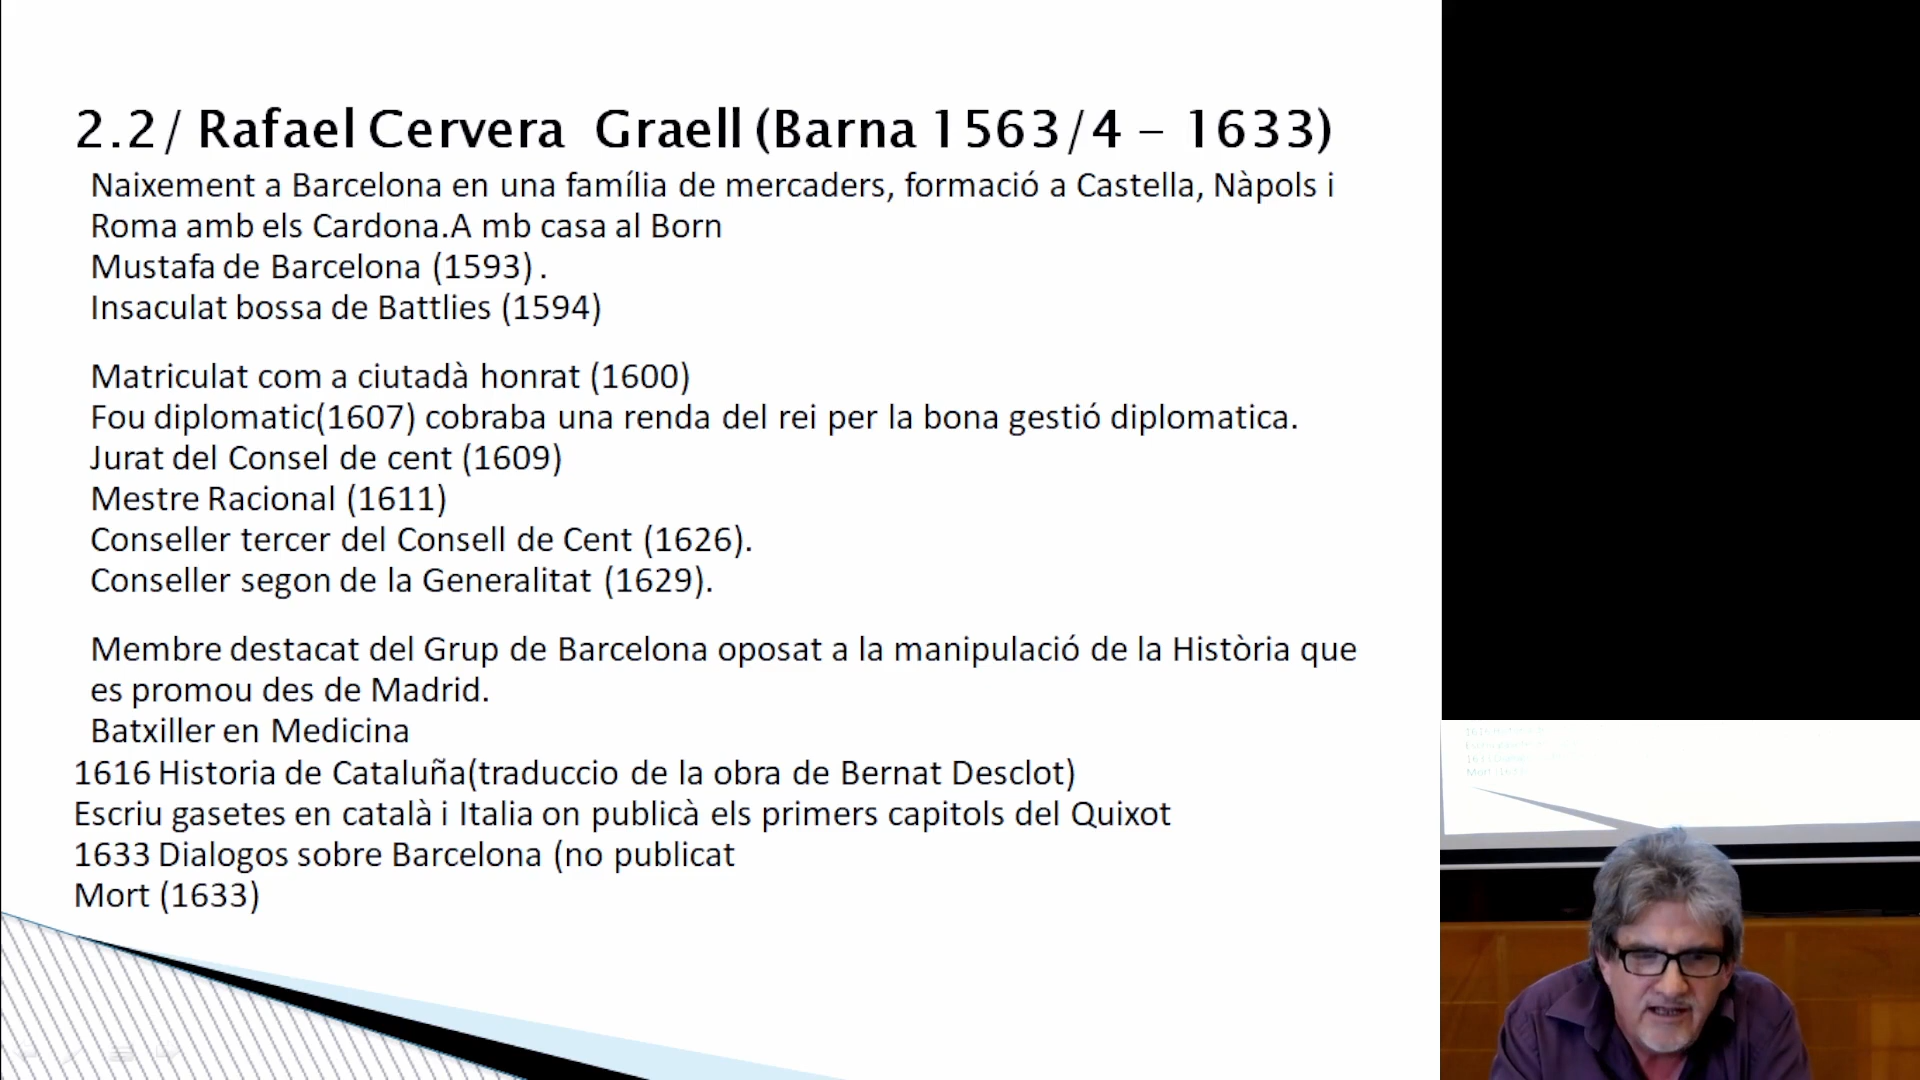 2.2/ Rafael Cervera Graell (Barna 1563/4 – 1633)
Naixement a Barcelona en una família de mercaders, formació a Castella, Nàpols i
Roma amb els Cardona.A mb casa al Born
Mustafa de Barcelona (1593) .
Insaculat bossa de Battlies (1594)
Matriculat com a ciutadà honrat (1600)
Fou diplomatic(1607) cobraba una renda del rei per la bona gestió diplomatica.
Jurat del Consel de cent (1609)
Mestre Racional (1611)
Conseller tercer del Consell de Cent (1626).
Conseller segon de la Generalitat (1629).
Membre destacat del Grup de Barcelona oposat a la manipulació de la Història que
es promou des de Madrid.
Batxiller en Medicina
1616 Historia de Cataluña(traduccio de la obra de Bernat Desclot)
Escriu gasetes en català i Italia on publicà els primers capitols del Quixot
1633 Dialogos sobre Barcelona (no publicat
Mort (1633)